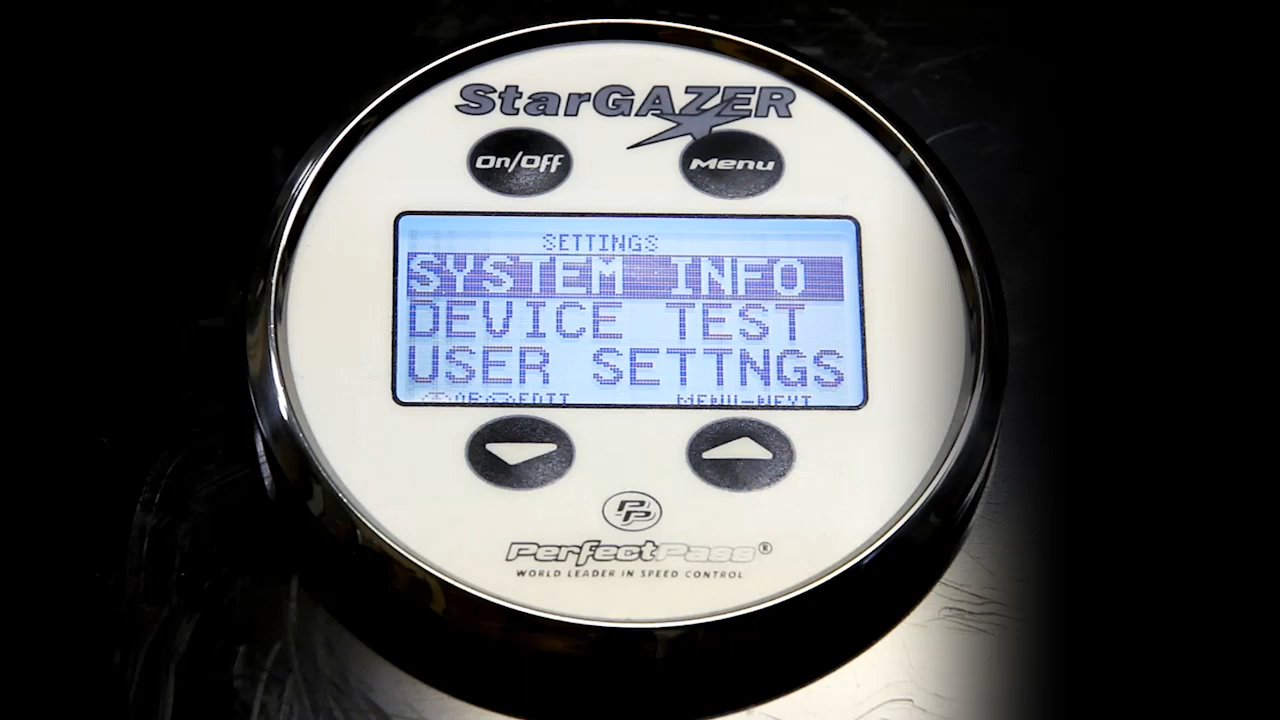 StarGAZER
On/Off Menu
SETTINGS
SYSTEM INFO
DEVICE TEST
USER SETTNGS
MENU-NEXT
PP
PerfectPass®
WORLD LEADER IN SPEED CONTROL